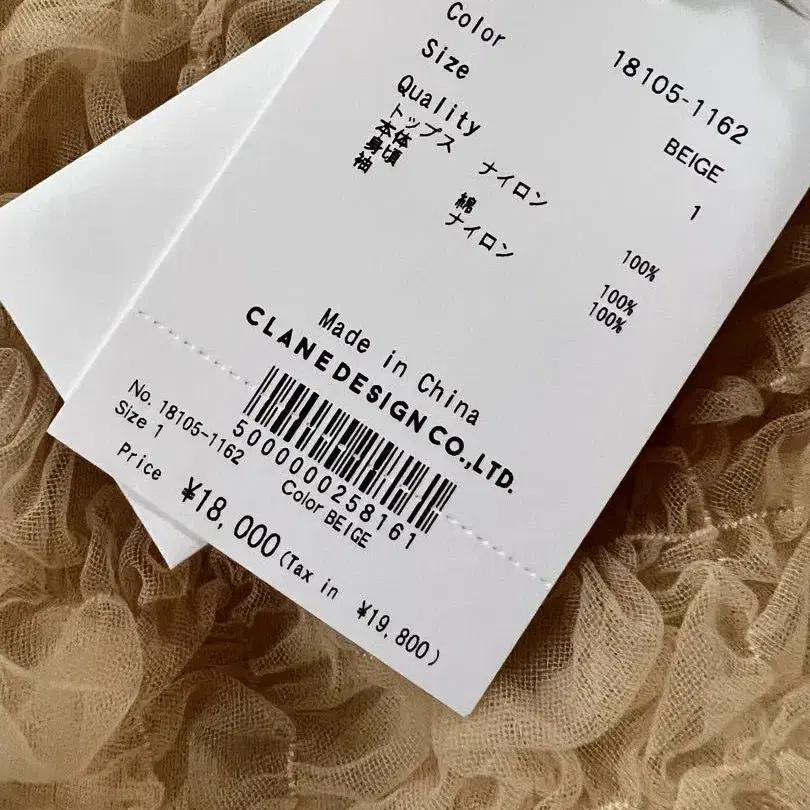 18105-1162
Color BEIGE
Size 1
Quality
トップス
本体 ナイロン 100%
身頃 綿 100%
袖 ナイロン 100%
Made in China
CLANE DESIGN CO.,LTD.
5000000258161
No. 18105-1162
Size 1 Color BEIGE
Price ¥18,000(Tax in ¥19,800)